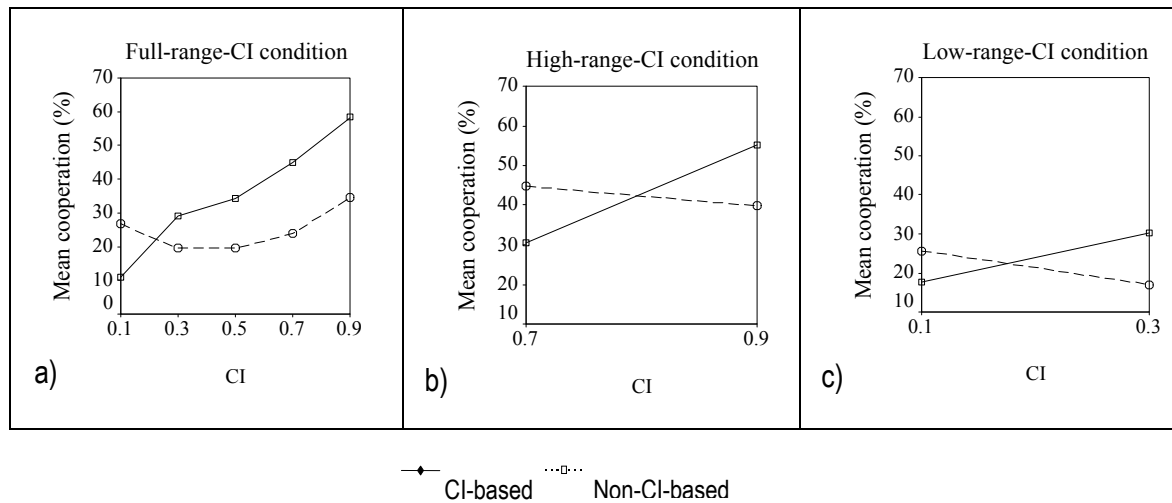 Full-range-CI condition
Mean cooperation (%)
70
60
50
40
30
20
10
0
0.1 0.3 0.5 0.7 0.9
CI
a)
High-range-CI condition
Mean cooperation (%)
70
60
50
40
30
20
10
0.7 0.9
CI
b)
Low-range-CI condition
Mean cooperation (%)
70
60
50
40
30
20
10
0.1 0.3
CI
c)
CI-based Non-CI-based